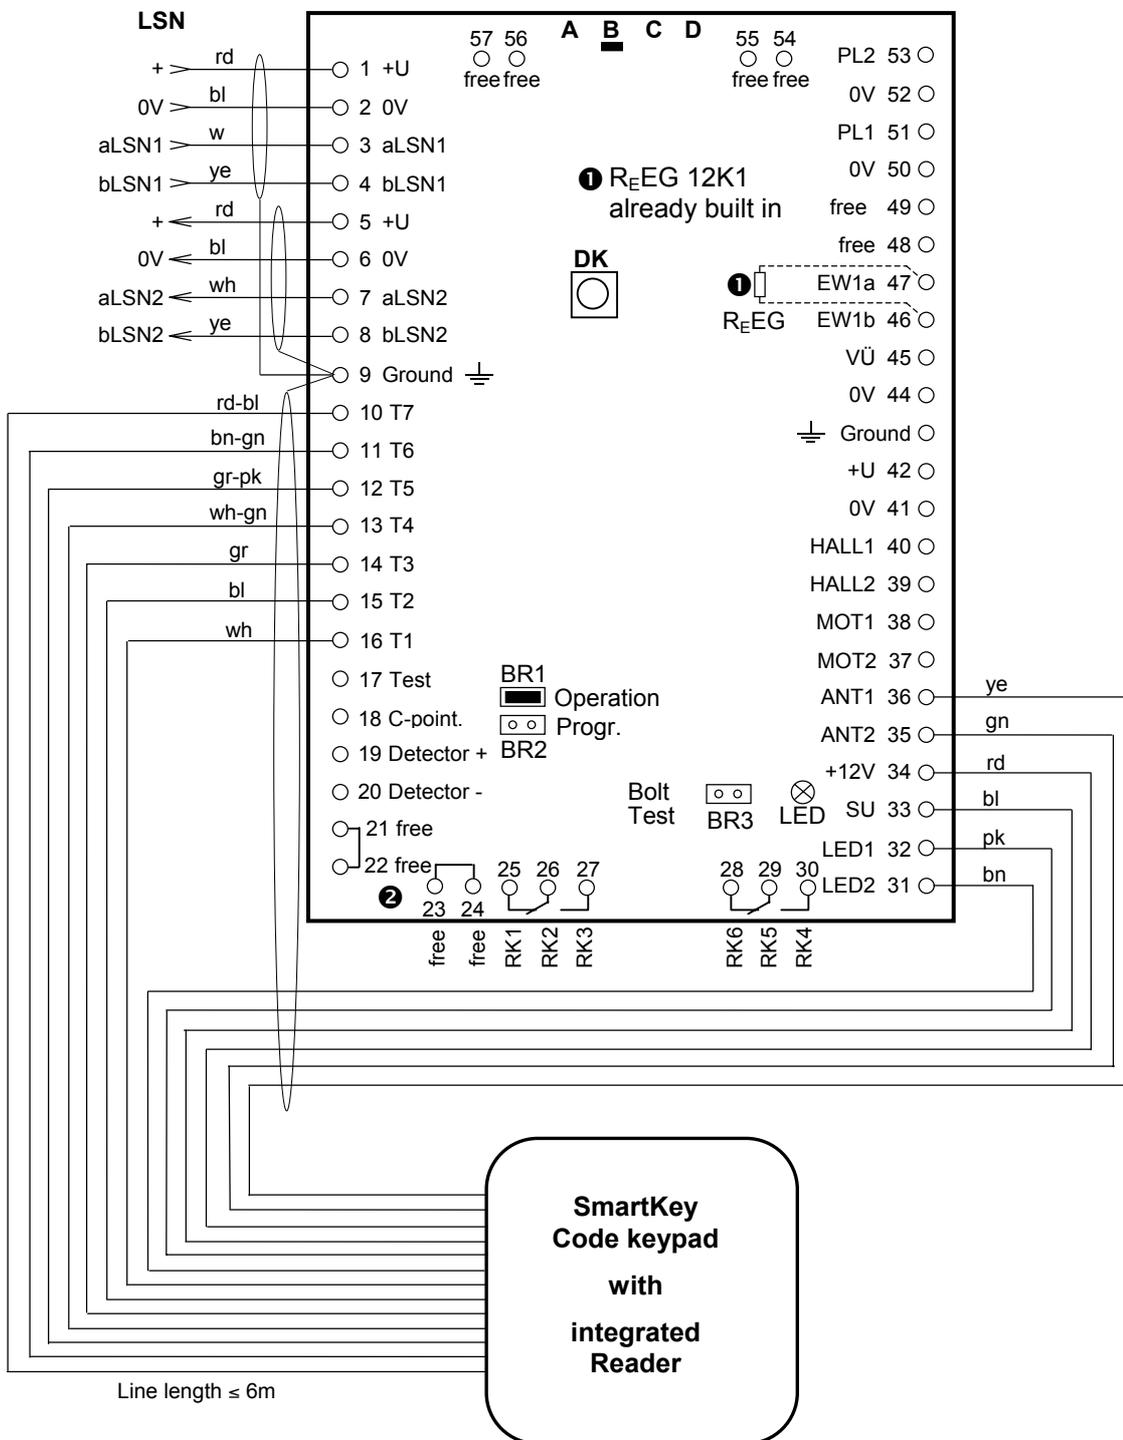 LSN
A B C D
57 56
free free
55 54
free free
+ rd 1 +U
0V bl 2 0V
aLSN1 w 3 aLSN1
bLSN1 ye 4 bLSN1
+ rd 5 +U
0V bl 6 0V
aLSN2 wh 7 aLSN2
bLSN2 ye 8 bLSN2
9 Ground
rd-bl 10 T7
bn-gn 11 T6
gr-pk 12 T5
wh-gn 13 T4
gr 14 T3
bl 15 T2
wh 16 T1
17 Test
18 C-point.
19 Detector +
20 Detector -
21 free
22 free
❶ REEG 12K1
already built in
DK
❶
REEG
BR1
Operation
Progr.
BR2
Bolt
Test
BR3
LED
PL2 53
0V 52
PL1 51
0V 50
free 49
free 48
EW1a 47
EW1b 46
VÜ 45
0V 44
Ground
+U 42
0V 41
HALL1 40
HALL2 39
MOT1 38
MOT2 37
ANT1 36 ye
ANT2 35 gn
+12V 34 rd
SU 33 bl
LED1 32 pk
LED2 31 bn
❷
23 24 25 26 27
28 29 30
free free RK1 RK2 RK3
RK6 RK5 RK4
SmartKey
Code keypad
with
integrated
Reader
Line length ≤ 6m